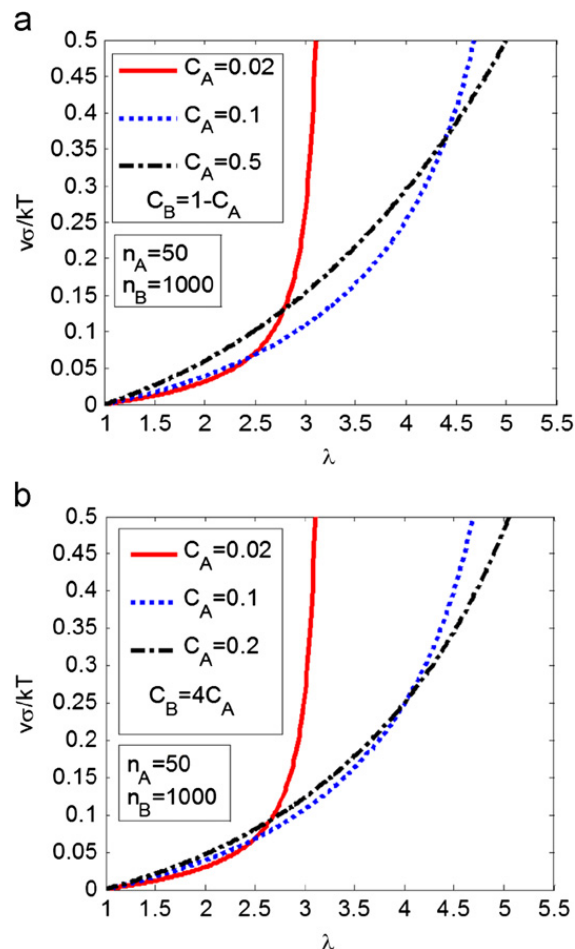 a
0.5
0.45
0.4
0.35
0.3
0.25
0.2
0.15
0.1
0.05
0
vσ/kT
C_A=0.02
C_A=0.1
C_A=0.5
C_B=1-C_A
n_A=50
n_B=1000
1 1.5 2 2.5 3 3.5 4 4.5 5 5.5
λ
b
0.5
0.45
0.4
0.35
0.3
0.25
0.2
0.15
0.1
0.05
0
vσ/kT
C_A=0.02
C_A=0.1
C_A=0.2
C_B=4C_A
n_A=50
n_B=1000
1 1.5 2 2.5 3 3.5 4 4.5 5 5.5
λ